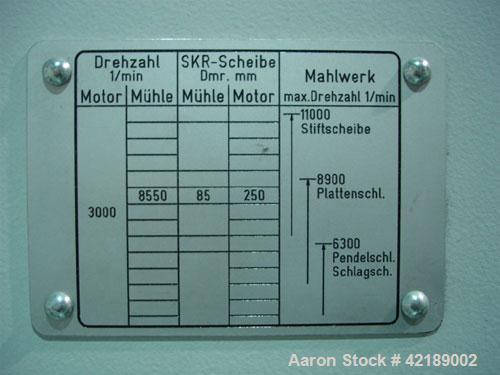 Drehzahl SKR-Scheibe Mahlwerk
1/min Dmr. mm max.Drehzahl 1/min
Motor Mühle Mühle Motor
11000
Stiftscheibe
8900
Plattenschl.
3000 8550 85 250
6300
Pendelschl.
Schlagsch.
Aaron Stock # 42189002